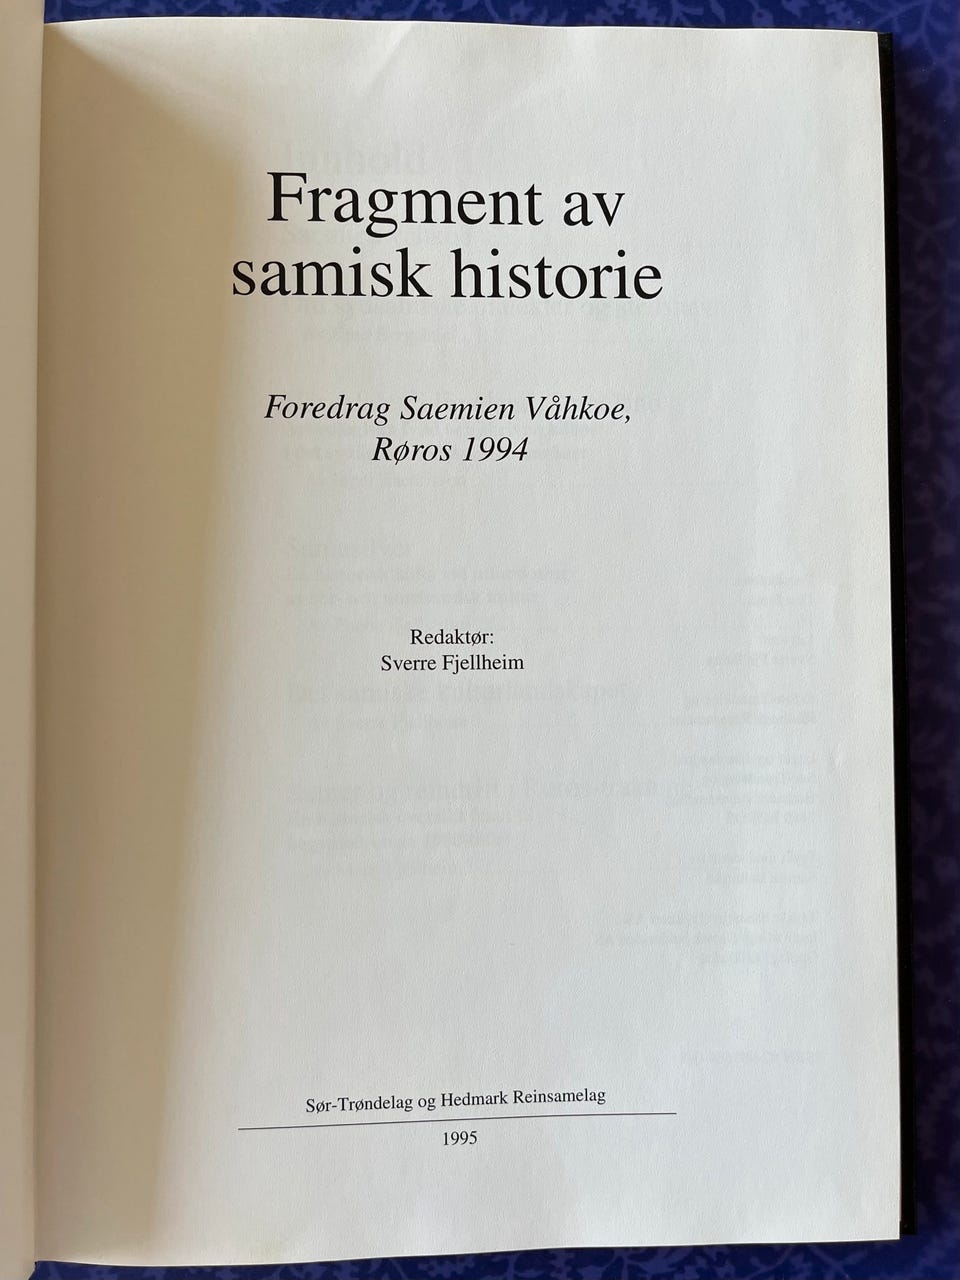 Fragment av
samisk historie
Foredrag Saemien Våhkoe,
Røros 1994
Redaktør:
Sverre Fjellheim
Sør-Trøndelag og Hedmark Reinsamelag
1995